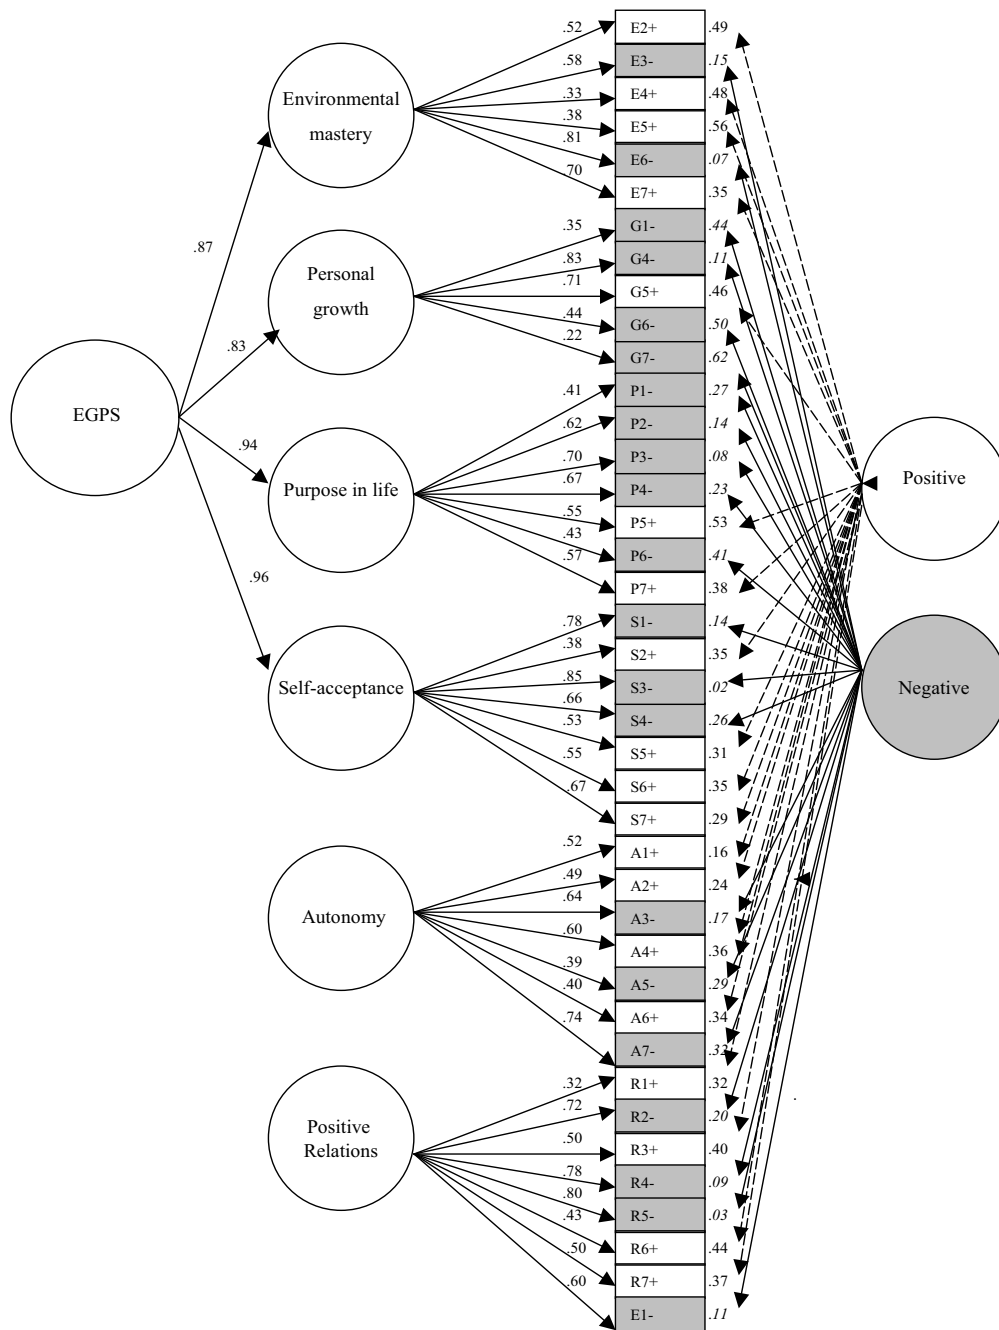 EGPS
.87
.83
.94
.96
Environmental
mastery
Personal
growth
Purpose in life
Self-acceptance
Autonomy
Positive
Relations
.52
.58
.33
.38
.81
.70
.35
.83
.71
.44
.22
.41
.62
.70
.67
.55
.43
.57
.78
.38
.85
.66
.53
.55
.67
.52
.49
.64
.60
.39
.40
.74
.32
.72
.50
.78
.80
.43
.50
.60
E2+ .49
E3- .15
E4+ .48
E5+ .56
E6- .07
E7+ .35
G1- .44
G4- .11
G5+ .46
G6- .50
G7- .62
P1- .27
P2- .14
P3- .08
P4- .23
P5+ .53
P6- .41
P7+ .38
S1- .14
S2+ .35
S3- .02
S4- .26
S5+ .31
S6+ .35
S7+ .29
A1+ .16
A2+ .24
A3- .17
A4+ .36
A5- .29
A6+ .34
A7- .32
R1+ .32
R2- .20
R3+ .40
R4- .09
R5- .03
R6+ .44
R7+ .37
E1- .11
Positive
Negative